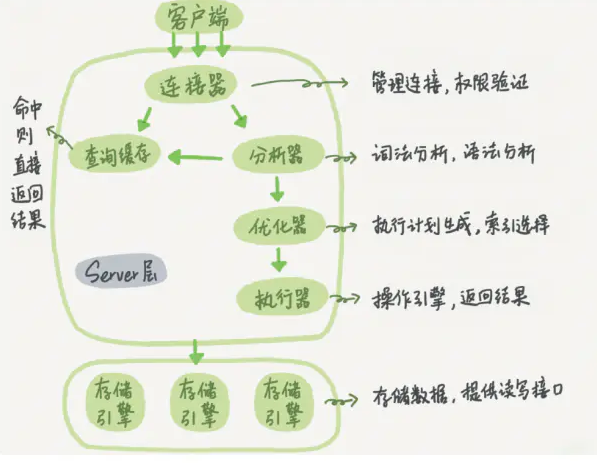 客户端
连接器
管理连接，权限验证
命中
则
直接
返回
结果
查询缓存
分析器
词法分析，语法分析
优化器
执行计划生成，索引选择
Server层
执行器
操作引擎，返回结果
存储
引擎
存储
引擎
存储
引擎
存储数据，提供读写接口